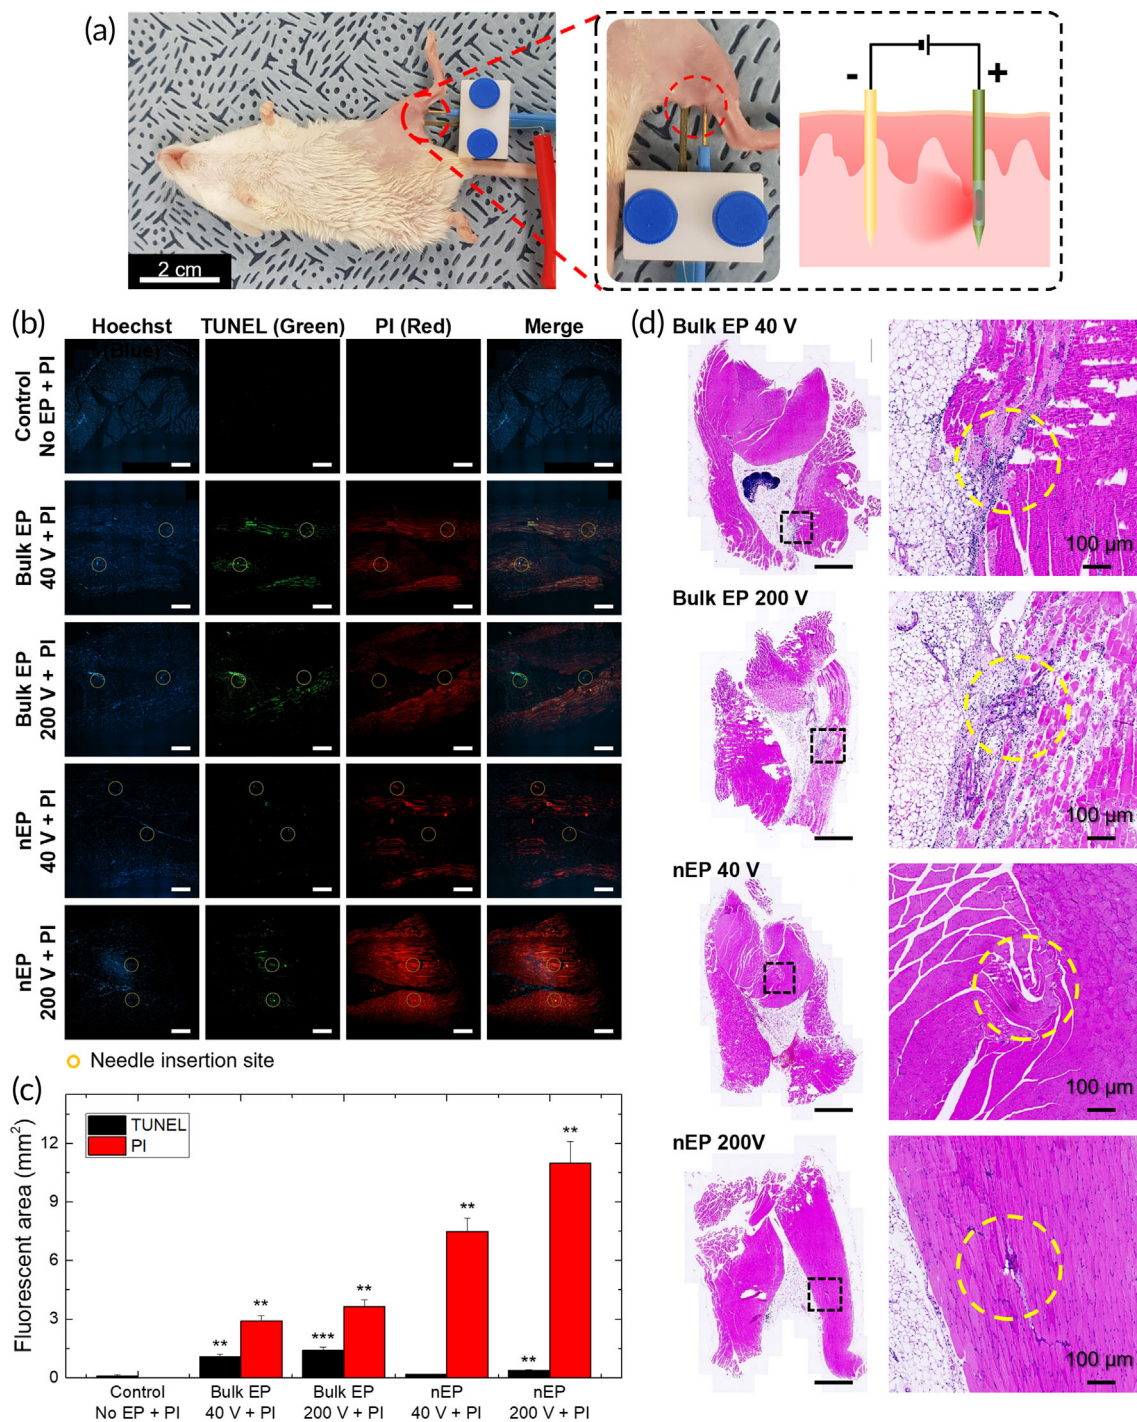 (a)
2 cm
- +
(b)
Hoechst (Blue) TUNEL (Green) PI (Red) Merge
Control
No EP + PI
Bulk EP
40 V + PI
Bulk EP
200 V + PI
nEP
40 V + PI
nEP
200 V + PI
Needle insertion site
(c)
Fluorescent area (mm²)
TUNEL
PI
12
9
6
3
0
** **
*** **
**
** **
Control
No EP + PI
Bulk EP
40 V + PI
Bulk EP
200 V + PI
nEP
40 V + PI
nEP
200 V + PI
(d)
Bulk EP 40 V
100 µm
Bulk EP 200 V
100 µm
nEP 40 V
100 µm
nEP 200V
100 µm